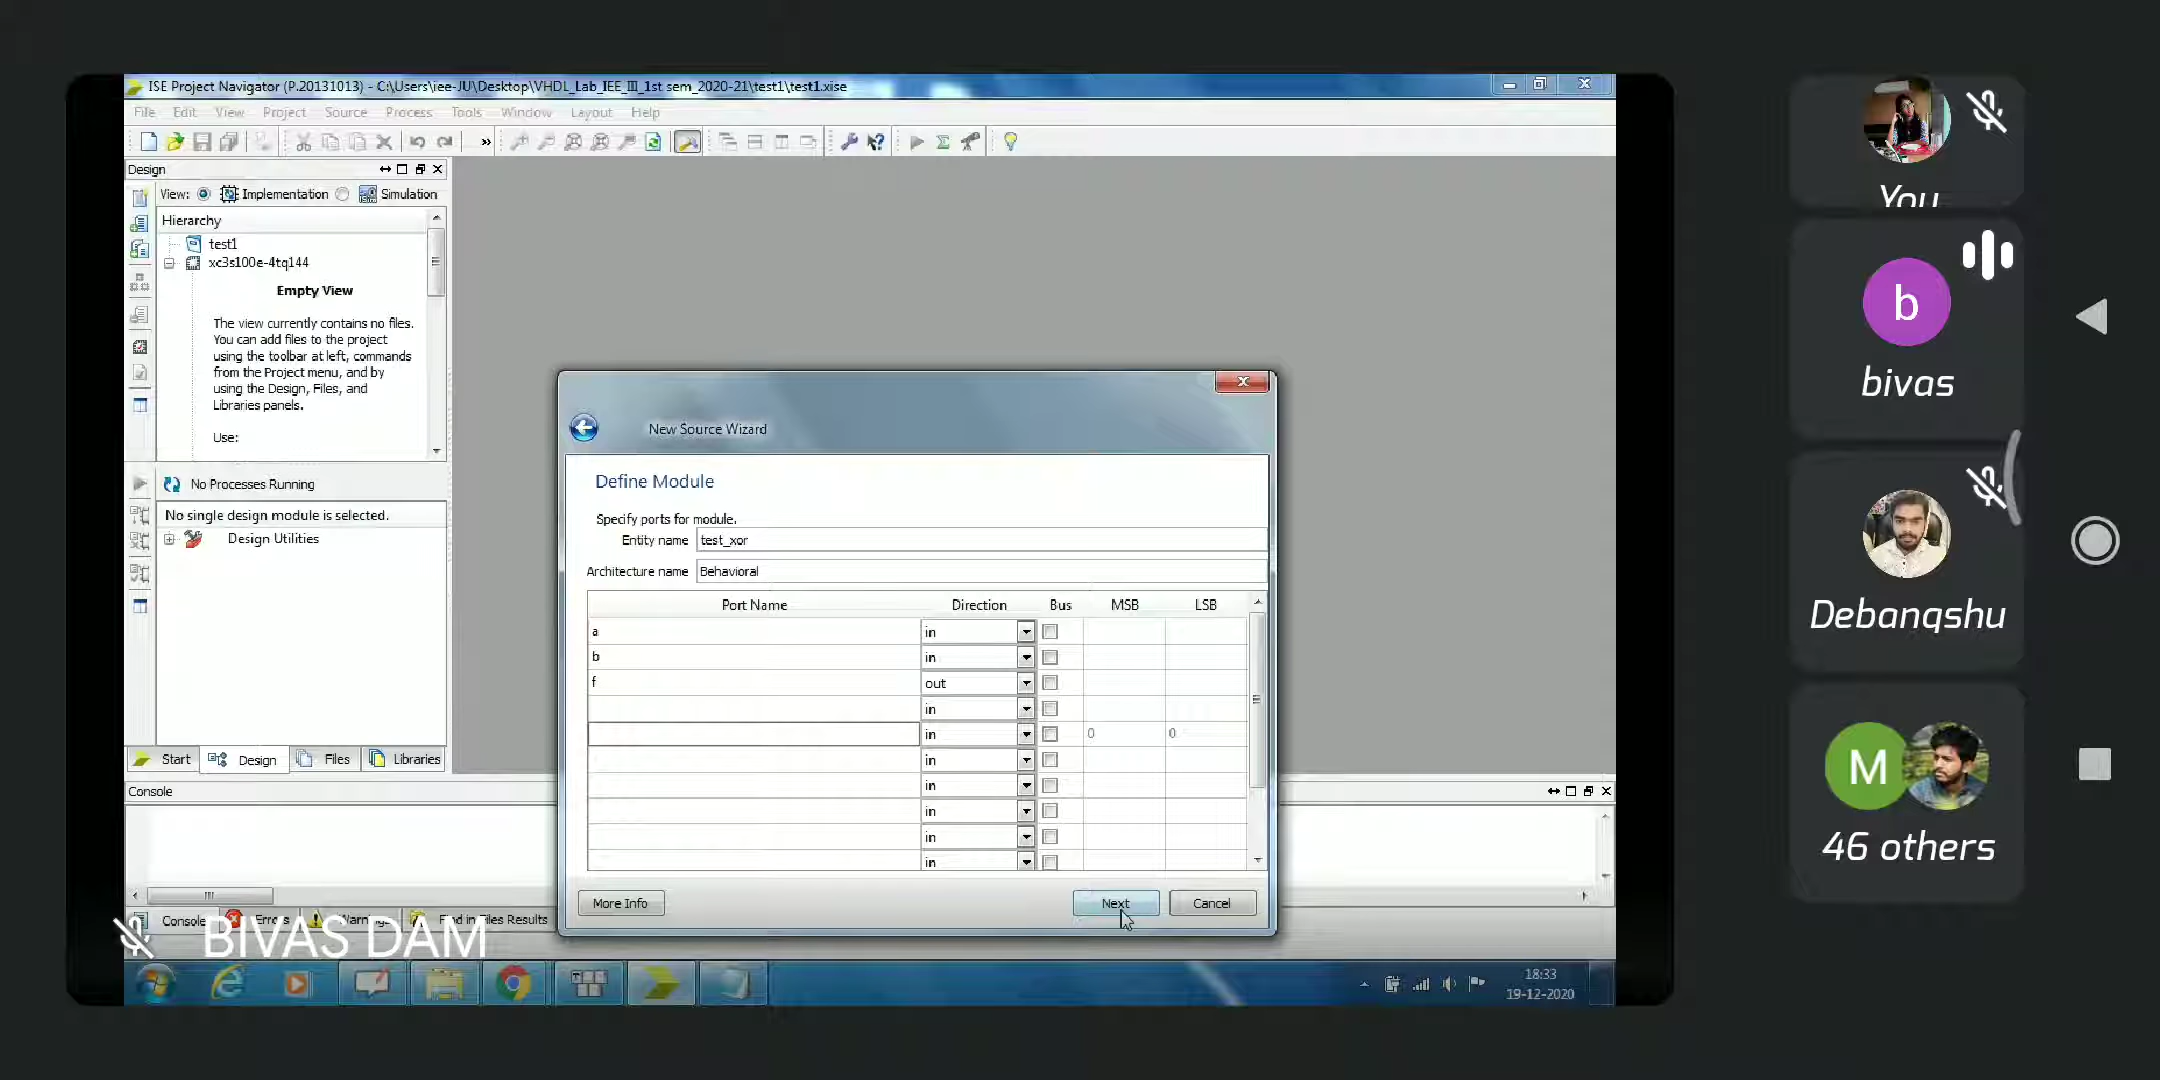 ISE Project Navigator (P.20131013) - C:\Users\iee-JU\Desktop\VHDL_Lab_IEE_III_1st sem_2020-21\test1\test1.xise
File Edit View Project Source Process Tools Window Layout Help
»
Design
View: Implementation Simulation
Hierarchy
test1
xc3s100e-4tq144
Empty View
The view currently contains no files.
You can add files to the project
using the toolbar at left, commands
from the Project menu, and by
using the Design, Files, and
Libraries panels.
Use:
No Processes Running
No single design module is selected.
Design Utilities
Start Design Files Libraries
New Source Wizard
Define Module
Specify ports for module.
Entity name test_xor
Architecture name Behavioral
Port Name Direction Bus MSB LSB
a in
b in
f out
in
in 0 0
in
in
in
in
in
More Info Next Cancel
Console
Console Errors Warnings Find in Files Results
BIVAS DAM
18:33
19-12-2020
You
b
bivas
Debangshu
M
46 others